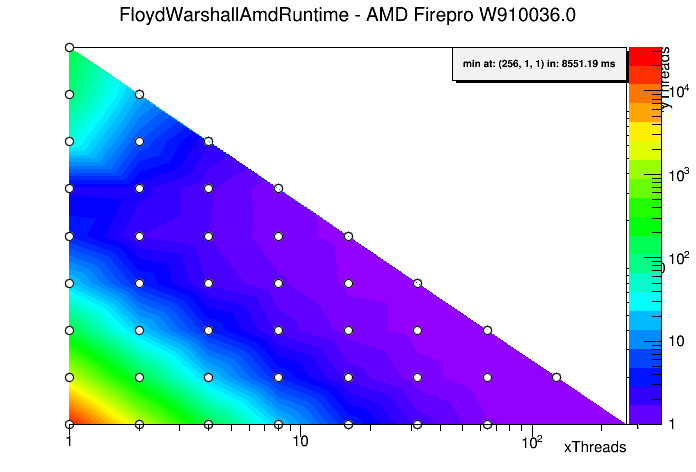 FloydWarshallAmdRuntime - AMD Firepro W910036.0
min at: (256, 1, 1) in: 8551.19 ms
yThreads
10⁴
10³
10²
10
1
1
10
10²
xThreads